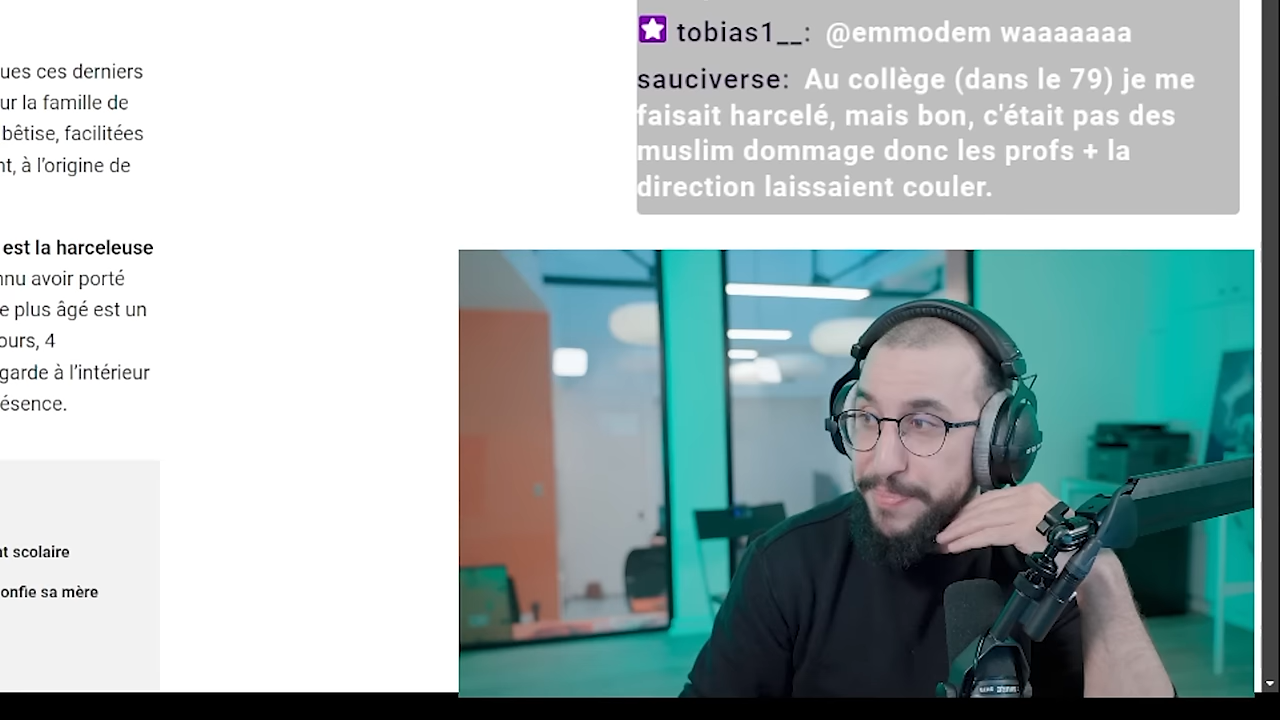 ues ces derniers
ur la famille de
bêtise, facilitées
nt, à l'origine de
est la harceleuse
nnu avoir porté
e plus âgé est un
ours, 4
garde à l'intérieur
ésence.
nt scolaire
onfie sa mère
tobias1__: @emmodem waaaaaaa
sauciverse: Au collège (dans le 79) je me
faisait harcelé, mais bon, c'était pas des
muslim dommage donc les profs + la
direction laissaient couler.